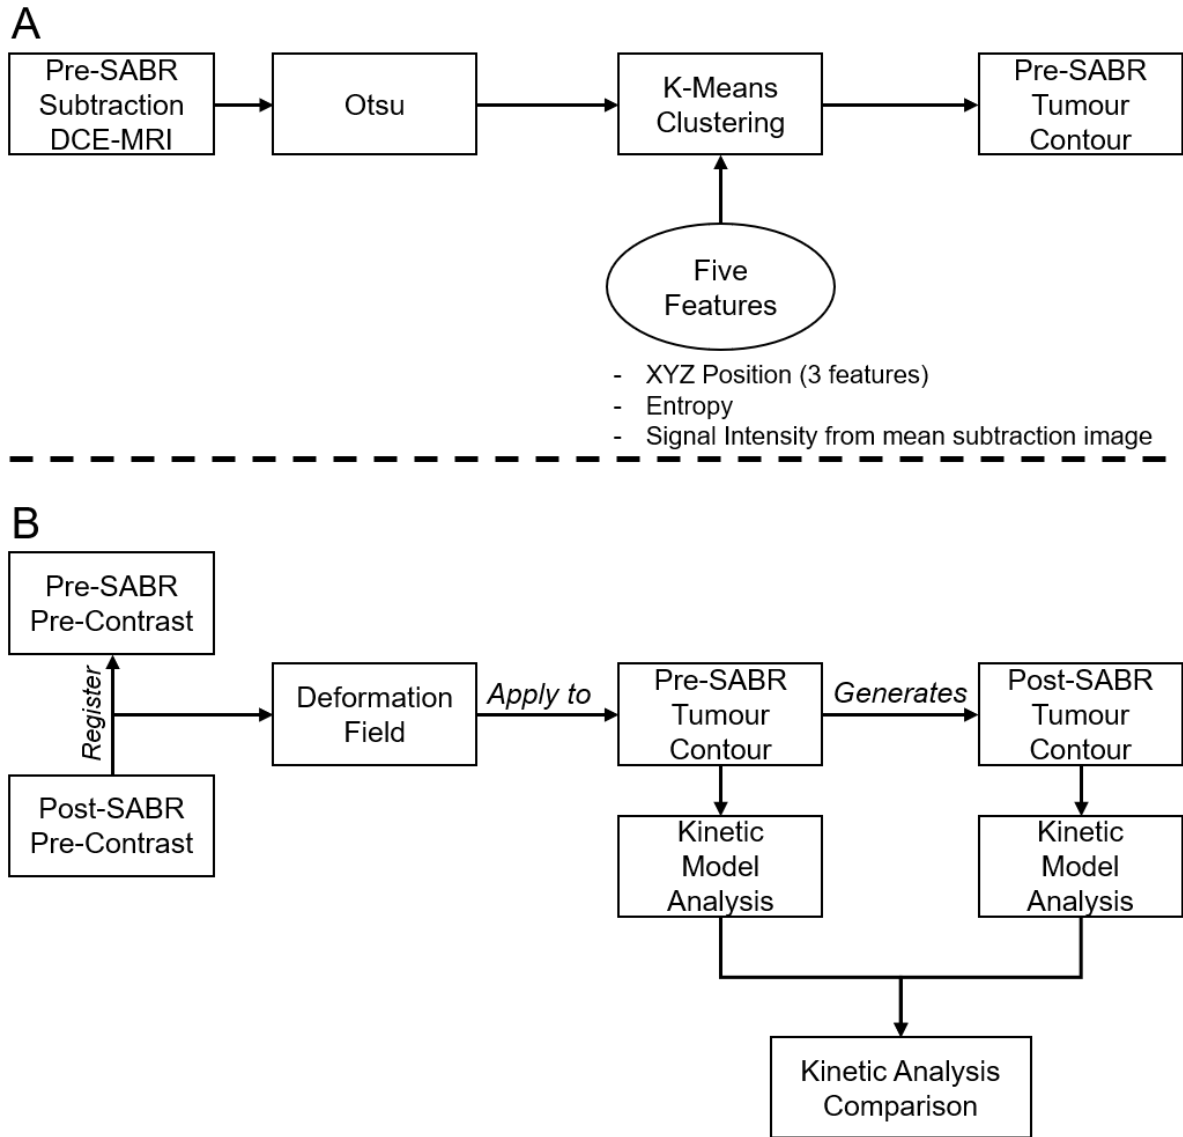 A
Pre-SABR
Subtraction
DCE-MRI
Otsu
K-Means
Clustering
Pre-SABR
Tumour
Contour
Five
Features
- XYZ Position (3 features)
- Entropy
- Signal Intensity from mean subtraction image
B
Pre-SABR
Pre-Contrast
Register
Post-SABR
Pre-Contrast
Deformation
Field
Apply to
Pre-SABR
Tumour
Contour
Generates
Post-SABR
Tumour
Contour
Kinetic
Model
Analysis
Kinetic
Model
Analysis
Kinetic Analysis
Comparison